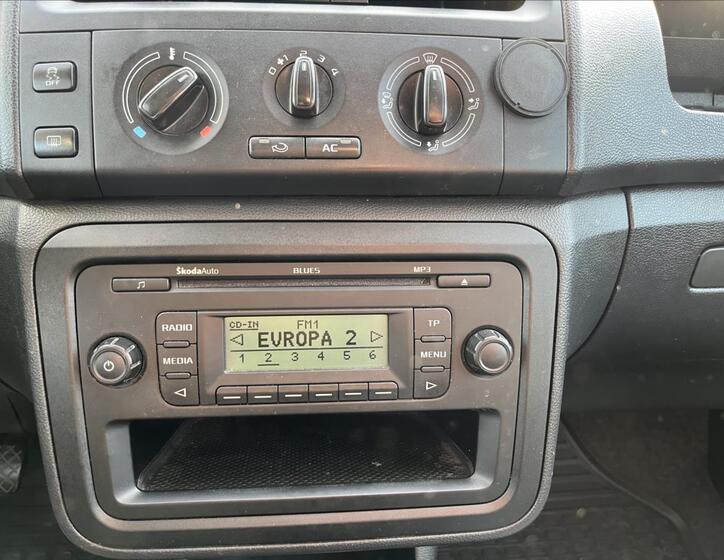 OFF
0 1 2 3 4
AC
ŠkodaAuto BLUES MP3
RADIO
MEDIA
CD-IN FM1
EVROPA 2
1 2 3 4 5 6
TP
MENU